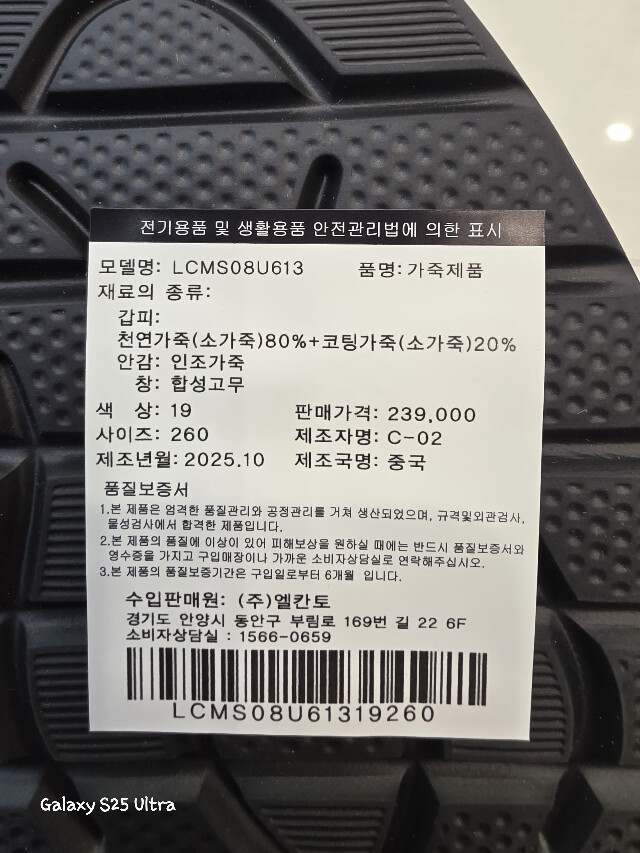 전기용품 및 생활용품 안전관리법에 의한 표시
모델명: LCMS08U613 품명: 가죽제품
재료의 종류:
갑피:
천연가죽(소가죽)80%+코팅가죽(소가죽)20%
안감: 인조가죽
창: 합성고무
색 상: 19 판매가격: 239,000
사이즈: 260 제조자명: C-02
제조년월: 2025.10 제조국명: 중국
품질보증서
1.본 제품은 엄격한 품질관리와 공정관리를 거쳐 생산되었으며, 규격및외관검사,
물성검사에서 합격한 제품입니다.
2.본 제품의 품질에 이상이 있어 피해보상을 원하실 때에는 반드시 품질보증서와
영수증을 가지고 구입매장이나 가까운 소비자상담실로 연락해주십시오.
3.본 제품의 품질보증기간은 구입일로부터 6개월 입니다.
수입판매원: (주)엘칸토
경기도 안양시 동안구 부림로 169번 길 22 6F
소비자상담실 : 1566-0659
LCMS08U61319260
Galaxy S25 Ultra